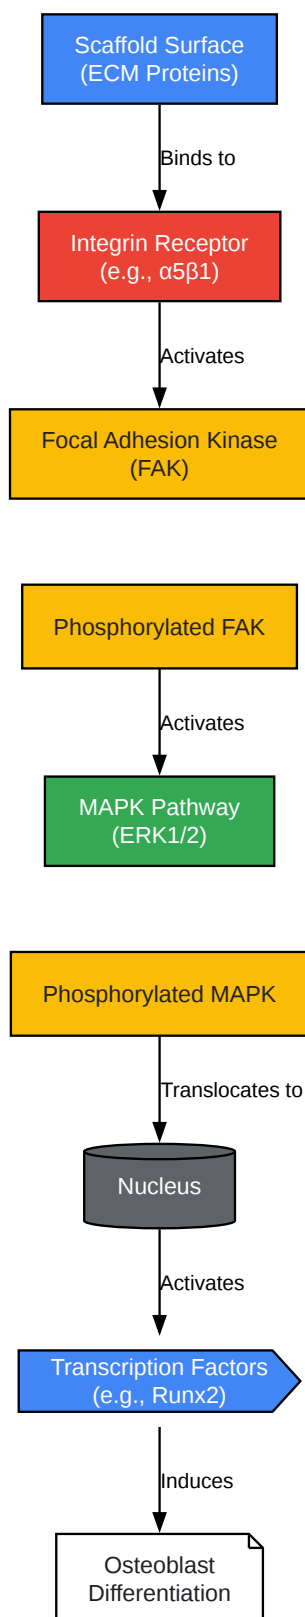 Scaffold Surface
(ECM Proteins)
Binds to
Integrin Receptor
(e.g., α5β1)
Activates
Focal Adhesion Kinase
(FAK)
Phosphorylated FAK
Activates
MAPK Pathway
(ERK1/2)
Phosphorylated MAPK
Translocates to
Nucleus
Activates
Transcription Factors
(e.g., Runx2)
Induces
Osteoblast
Differentiation